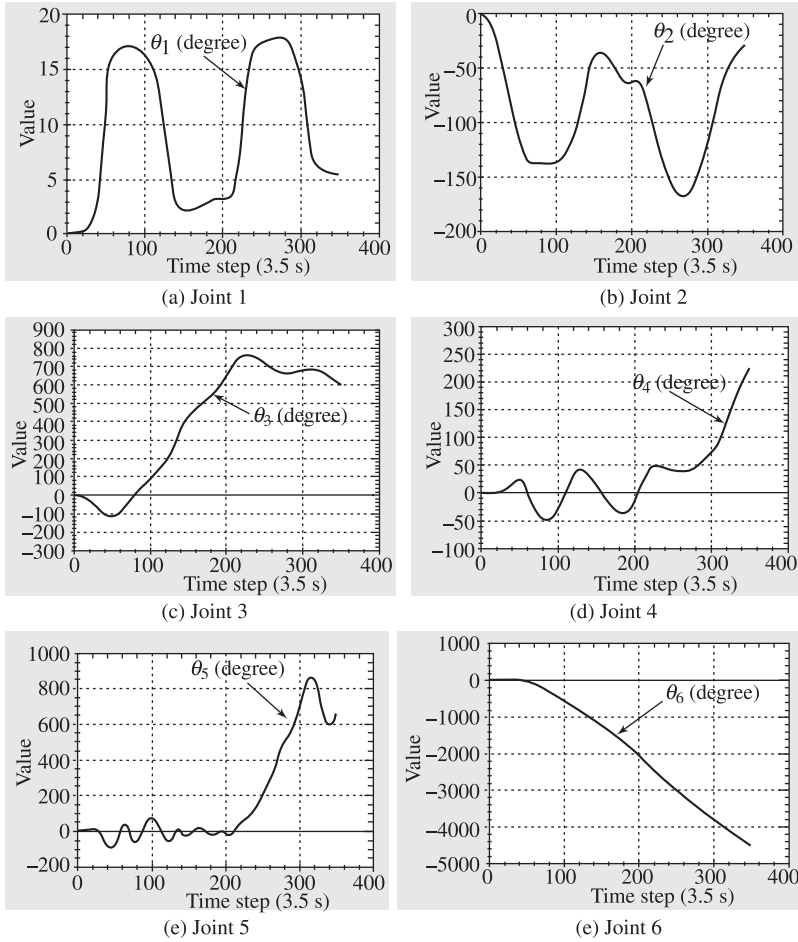 20
15
10
5
0
0 100 200 300 400
Value
θ1 (degree)
Time step (3.5 s)
(a) Joint 1
0
−50
−100
−150
−200
0 100 200 300 400
Value
θ2 (degree)
Time step (3.5 s)
(b) Joint 2
900
800
700
600
500
400
300
200
100
0
−100
−200
−300
0 100 200 300 400
Value
θ3 (degree)
Time step (3.5 s)
(c) Joint 3
300
250
200
150
100
50
0
−50
−100
0 100 200 300 400
Value
θ4 (degree)
Time step (3.5 s)
(d) Joint 4
1000
800
600
400
200
0
−200
0 100 200 300 400
Value
θ5 (degree)
Time step (3.5 s)
(e) Joint 5
1000
0
−1000
−2000
−3000
−4000
−5000
0 100 200 300 400
Value
θ6 (degree)
Time step (3.5 s)
(e) Joint 6